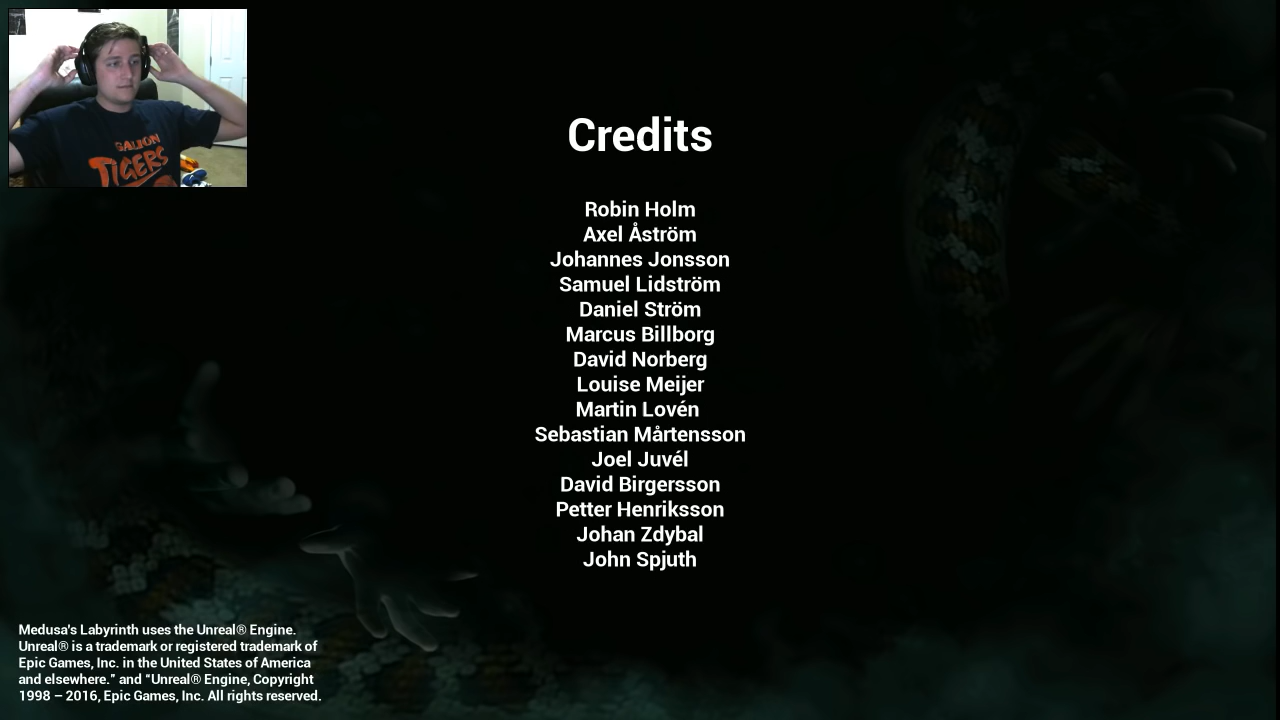 GALION
TIGERS
Credits
Robin Holm
Axel Åström
Johannes Jonsson
Samuel Lidström
Daniel Ström
Marcus Billborg
David Norberg
Louise Meijer
Martin Lovén
Sebastian Mårtensson
Joel Juvél
David Birgersson
Petter Henriksson
Johan Zdybal
John Spjuth
Medusa's Labyrinth uses the Unreal® Engine.
Unreal® is a trademark or registered trademark of
Epic Games, Inc. in the United States of America
and elsewhere.” and “Unreal® Engine, Copyright
1998 – 2016, Epic Games, Inc. All rights reserved.